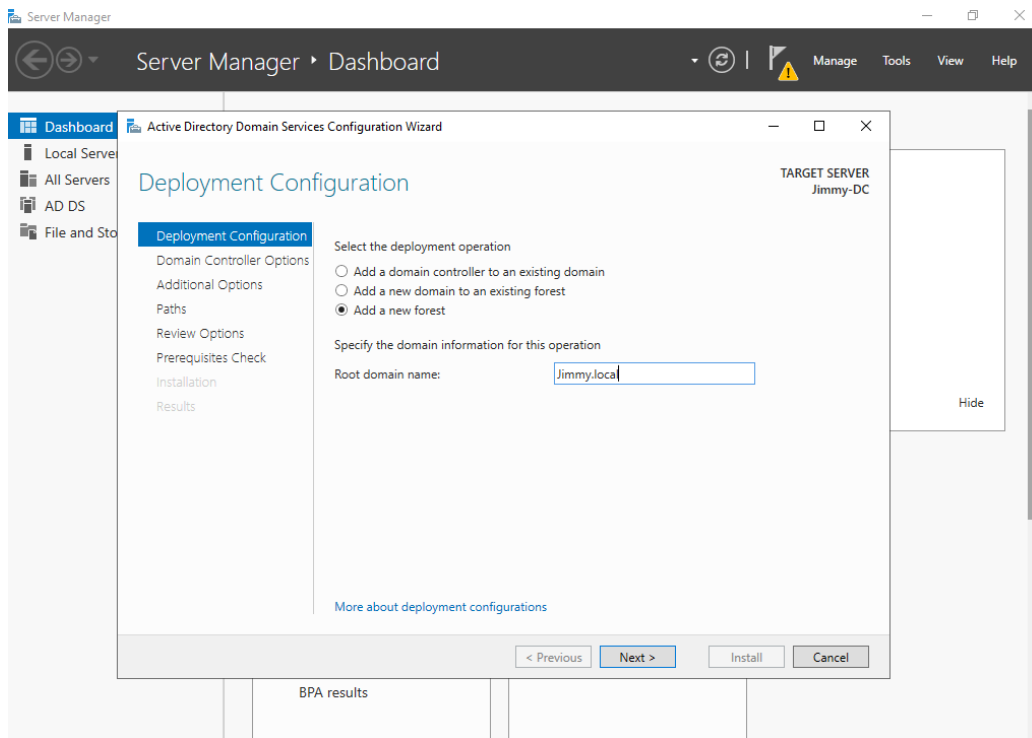 Server Manager
Server Manager ‣ Dashboard
Manage Tools View Help
Dashboard
Local Server
All Servers
AD DS
File and Sto
Active Directory Domain Services Configuration Wizard
Deployment Configuration
TARGET SERVER
Jimmy-DC
Deployment Configuration
Domain Controller Options
Additional Options
Paths
Review Options
Prerequisites Check
Installation
Results
Select the deployment operation
Add a domain controller to an existing domain
Add a new domain to an existing forest
Add a new forest
Specify the domain information for this operation
Root domain name: Jimmy.local
More about deployment configurations
< Previous Next > Install Cancel
Hide
BPA results